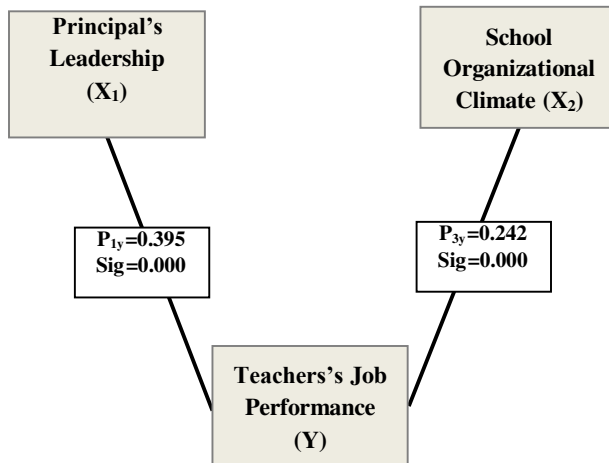 Principal’s
Leadership
(X₁)
School
Organizational
Climate (X₂)
P₁y=0.395
Sig=0.000
P₃y=0.242
Sig=0.000
Teachers’s Job
Performance
(Y)